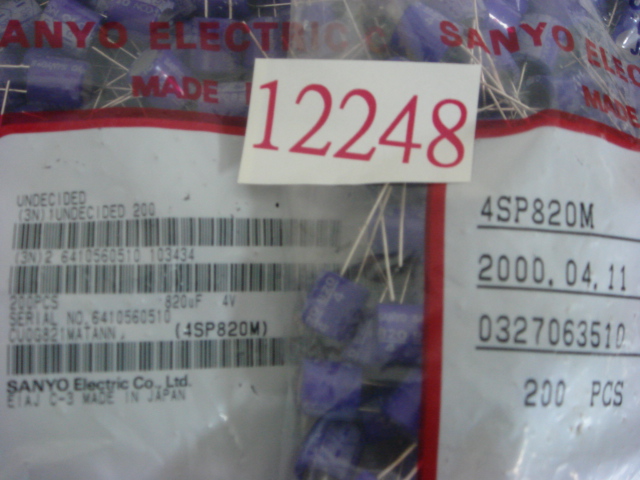 SANYO ELECTRIC C
SANYO ELEC
MADE
MADE
12248
UNDECIDED
(3N)1UNDECIDED 200
(3N)2 6410560510 103434
200PCS 820uF 4V
SERIAL NO.6410560510
(4SP820M)
SANYO Electric Co., Ltd.
EIAJ C-3 MADE IN JAPAN
4SP820M
2000.04.11
0327063510
200 PCS